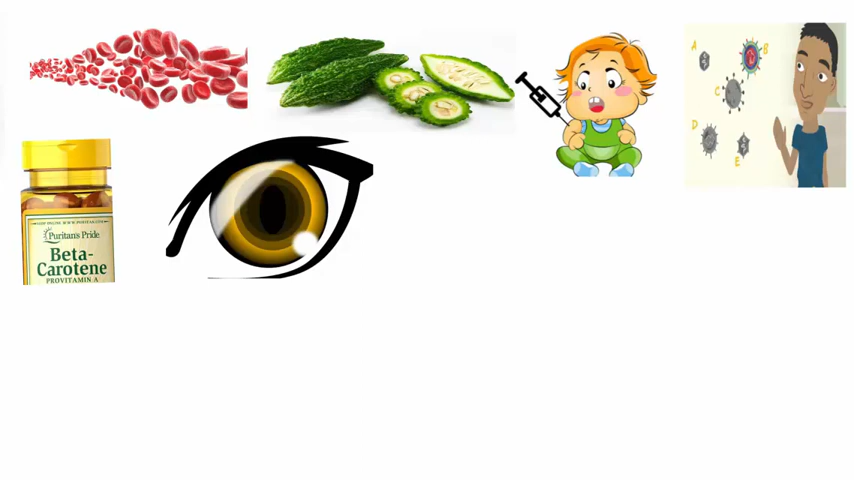 A
B
C
D
E
Puritan's Pride
Beta-
Carotene
PROVITAMIN A